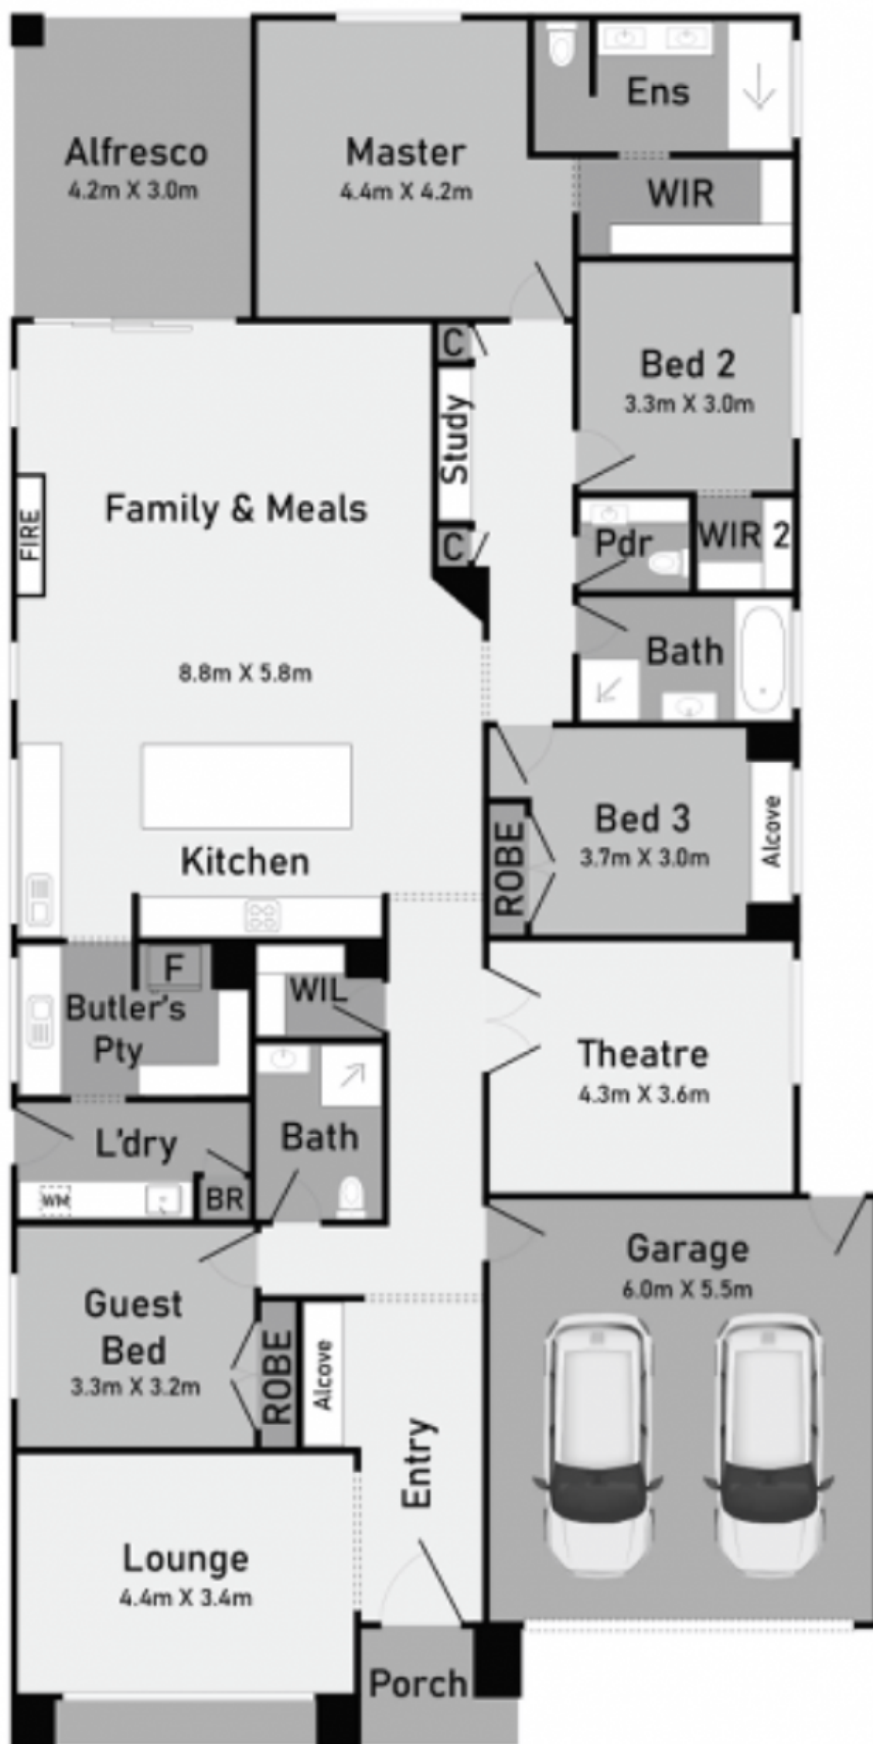 Alfresco
4.2m X 3.0m
Master
4.4m X 4.2m
Ens
WIR
Bed 2
3.3m X 3.0m
C
Study
C
Family & Meals
FIRE
8.8m X 5.8m
Pdr
WIR 2
Bath
Kitchen
Bed 3
3.7m X 3.0m
ROBE
Alcove
F
Butler's
Pty
WIL
Theatre
4.3m X 3.6m
L'dry
WM
BR
Bath
Garage
6.0m X 5.5m
Guest
Bed
3.3m X 3.2m
ROBE
Alcove
Entry
Lounge
4.4m X 3.4m
Porch